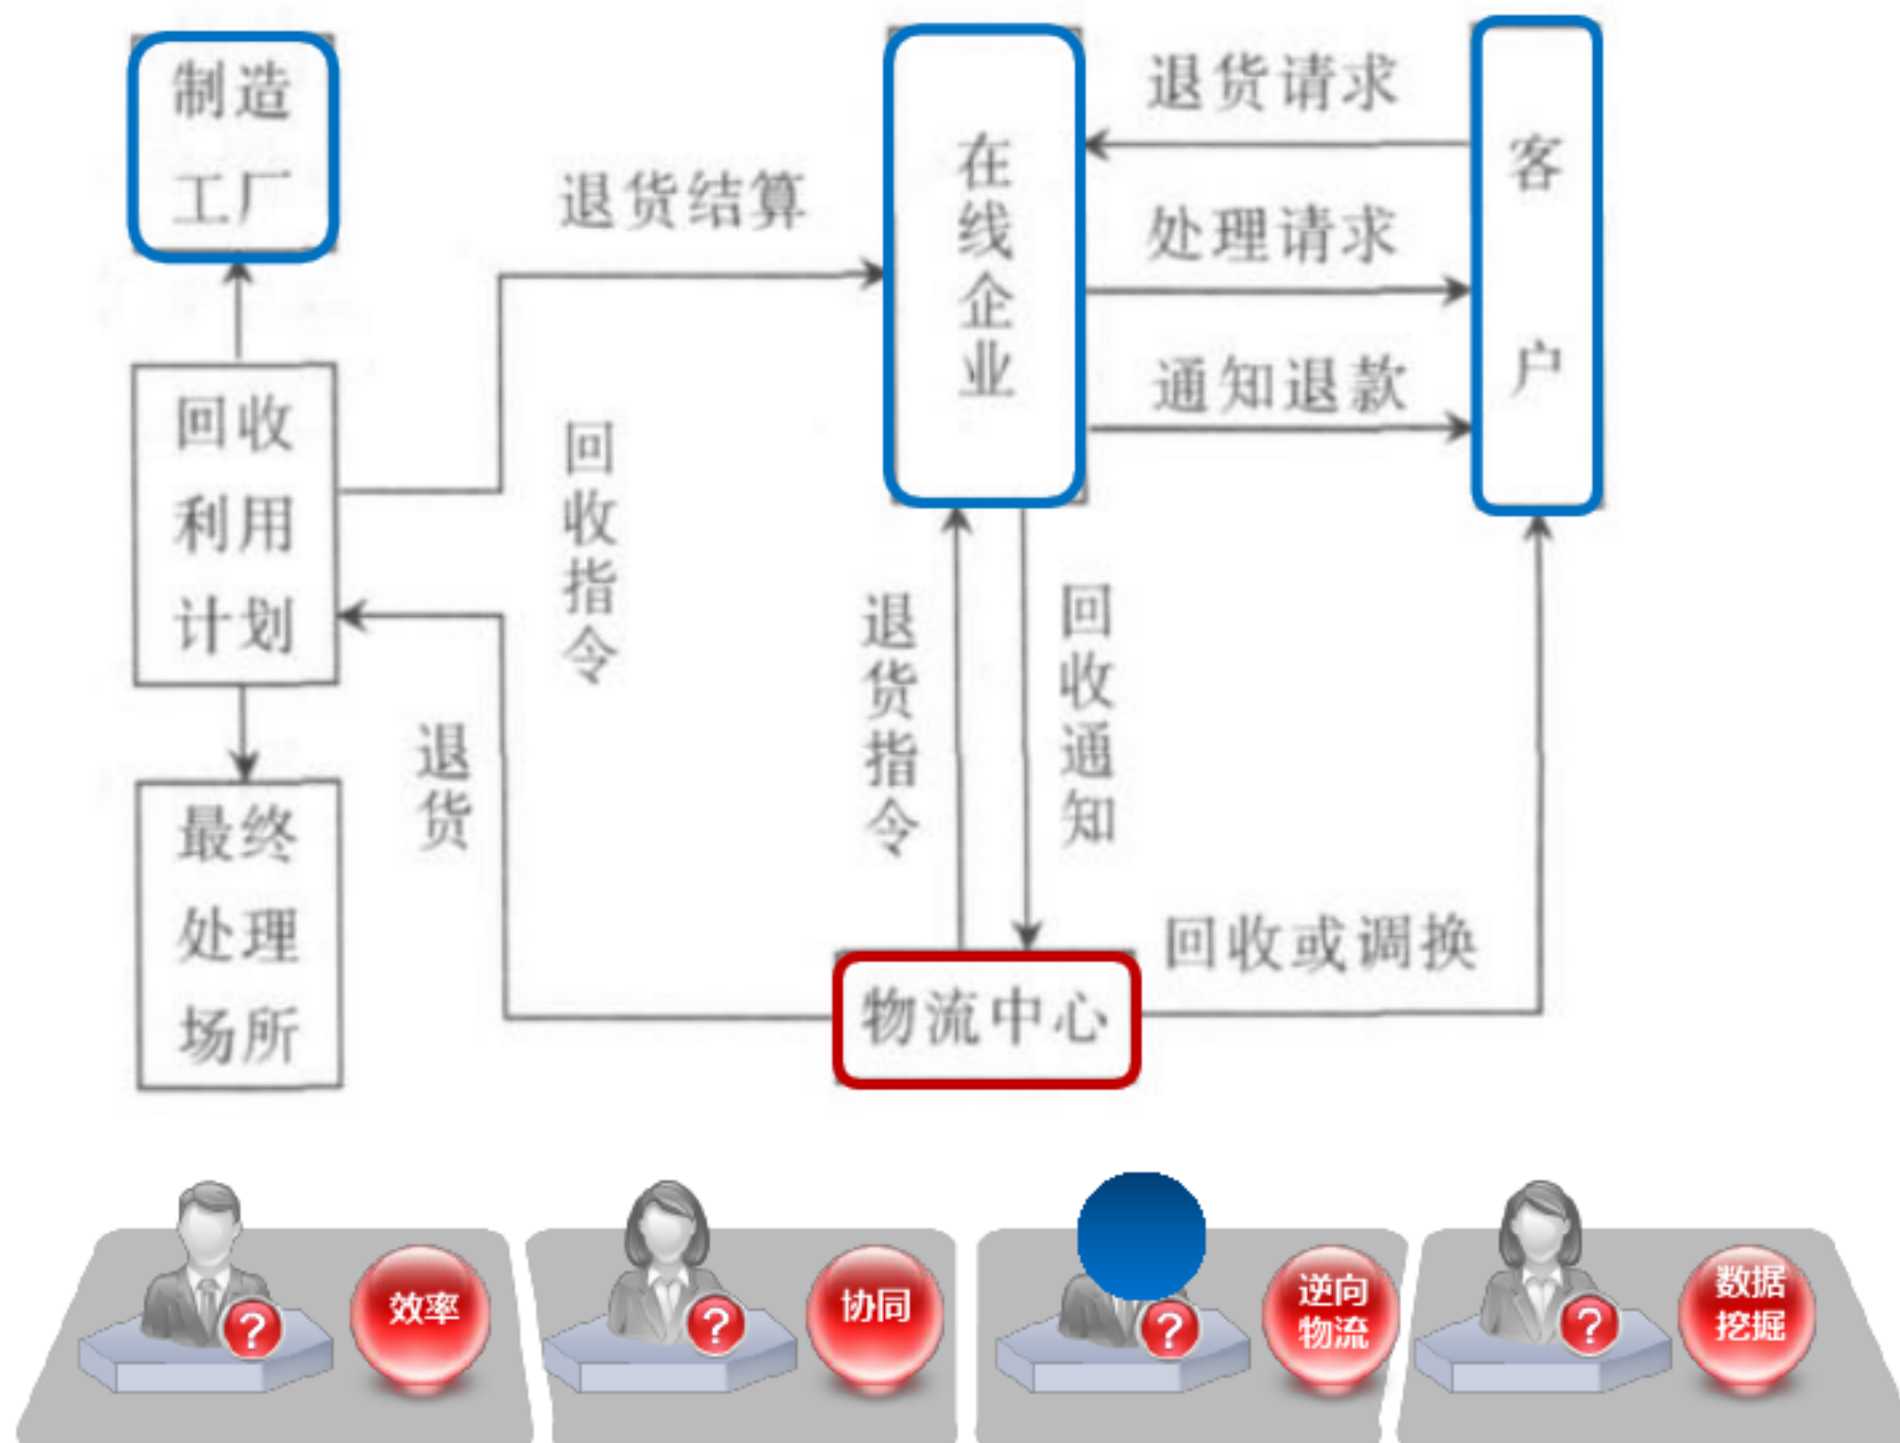 制造
工厂
退货结算
在线企业
退货请求
处理请求
通知退款
客户
回收
利用
计划
回收指令
退货指令
回收通知
退货
最终
处理
场所
物流中心
回收或调换
?
效率
?
协同
?
逆向
物流
?
数据
挖掘